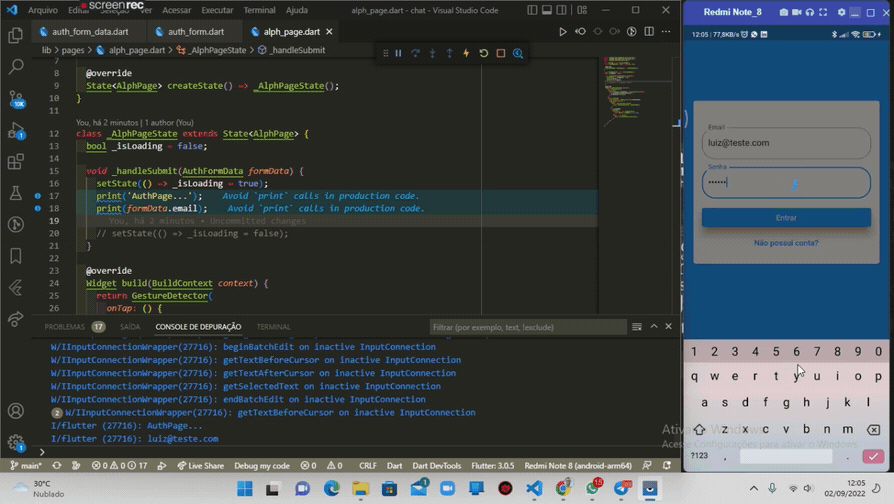 screenrec
Arquivo Editar Ver Acessar Executar Terminal Ajuda
alph_page.dart - chat - Visual Studio Code
auth_form_data.dart
auth_form.dart
alph_page.dart
lib > pages > alph_page.dart > _AlphPageState > _handleSubmit
7
8 @override
9 State<AlphPage> createState() => _AlphPageState();
10 }
11
You, há 2 minutos | 1 author (You)
12 class _AlphPageState extends State<AlphPage> {
13 bool _isLoading = false;
14
15 void _handleSubmit(AuthFormData formData) {
16 setState(() => _isLoading = true);
17 print('AuthPage...'); Avoid `print` calls in production code.
18 print(formData.email); Avoid `print` calls in production code.
19 You, há 2 minutos • Uncommitted changes
20 // setState(() => _isLoading = false);
21 }
22
23 @override
24 Widget build(BuildContext context) {
25 return GestureDetector(
26 onTap: () {
PROBLEMAS 17 SAÍDA CONSOLE DE DEPURAÇÃO TERMINAL
Filtrar (por exemplo, text, !exclude)
W/IInputConnectionWrapper(27716): beginBatchEdit on inactive InputConnection
W/IInputConnectionWrapper(27716): getTextBeforeCursor on inactive InputConnection
W/IInputConnectionWrapper(27716): getTextAfterCursor on inactive InputConnection
W/IInputConnectionWrapper(27716): getSelectedText on inactive InputConnection
W/IInputConnectionWrapper(27716): endBatchEdit on inactive InputConnection
2 W/IInputConnectionWrapper(27716): getTextBeforeCursor on inactive InputConnection
I/flutter (27716): AuthPage...
I/flutter (27716): luiz@teste.com
main* 0 0 17 Live Share Debug my code 0 0 CRLF Dart Dart DevTools Flutter: 3.0.5 Redmi Note 8 (android-arm64)
30°C
Nublado
12:05
02/09/2022
Redmi Note_8
12:05 | 77,8KB/s
Email
luiz@teste.com
Senha
••••••
Entrar
Não possui conta?
1 2 3 4 5 6 7 8 9 0
q w e r t y u i o p
a s d f g h j k l
z x c v b n m
?123 , .
Ativar o Windows
Acesse Configurações para ativar o Windows